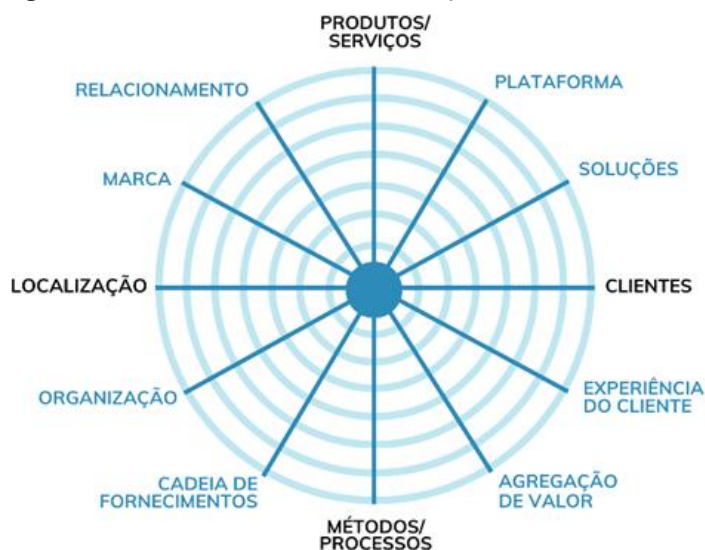 PRODUTOS/
SERVIÇOS
RELACIONAMENTO
PLATAFORMA
MARCA
SOLUÇÕES
LOCALIZAÇÃO
CLIENTES
ORGANIZAÇÃO
EXPERIÊNCIA
DO CLIENTE
CADEIA DE
FORNECIMENTOS
AGREGAÇÃO
DE VALOR
MÉTODOS/
PROCESSOS